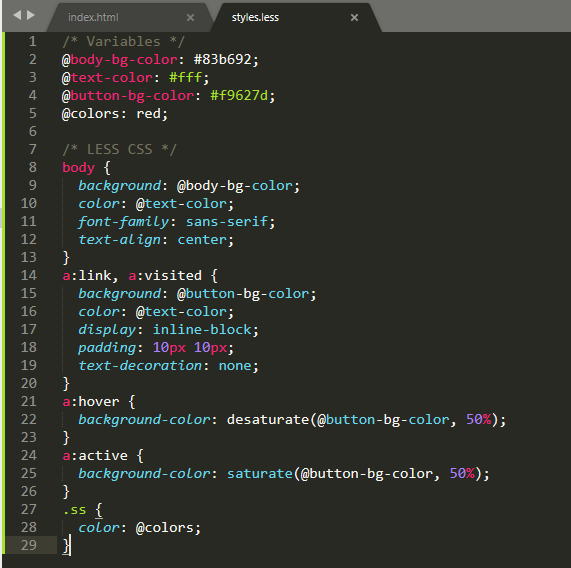 index.html × styles.less ×
1 /* Variables */
2 @body-bg-color: #83b692;
3 @text-color: #fff;
4 @button-bg-color: #f9627d;
5 @colors: red;
6
7 /* LESS CSS */
8 body {
9 background: @body-bg-color;
10 color: @text-color;
11 font-family: sans-serif;
12 text-align: center;
13 }
14 a:link, a:visited {
15 background: @button-bg-color;
16 color: @text-color;
17 display: inline-block;
18 padding: 10px 10px;
19 text-decoration: none;
20 }
21 a:hover {
22 background-color: desaturate(@button-bg-color, 50%);
23 }
24 a:active {
25 background-color: saturate(@button-bg-color, 50%);
26 }
27 .ss {
28 color: @colors;
29 }